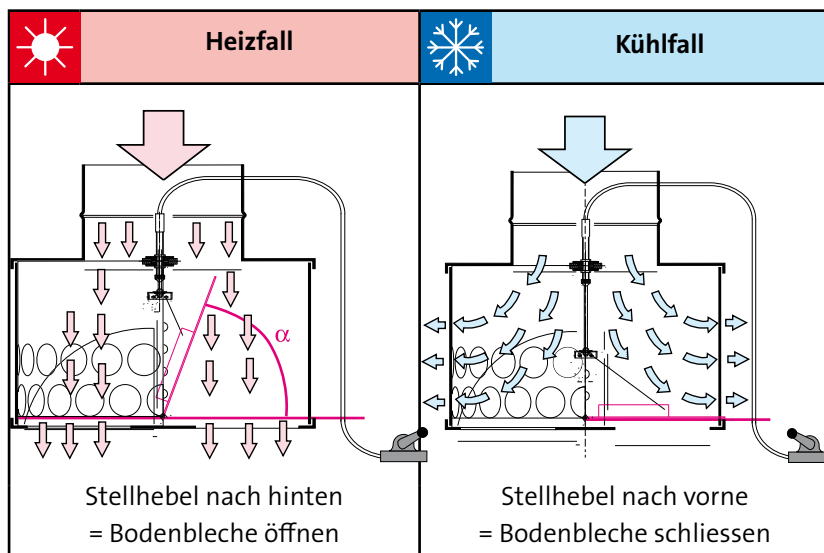 Heizfall
Kühlfall
α
Stellhebel nach hinten
= Bodenbleche öffnen
Stellhebel nach vorne
= Bodenbleche schliessen